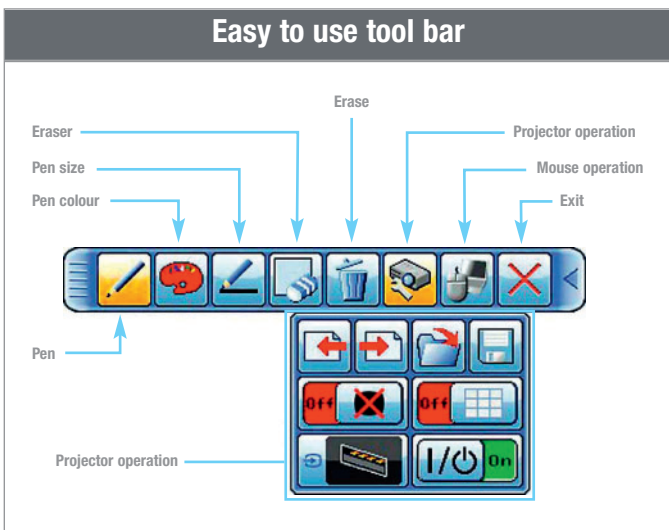 Easy to use tool bar
Erase
Eraser
Projector operation
Pen size
Mouse operation
Pen colour
Exit
Pen
Off
Off
Projector operation
I/
On